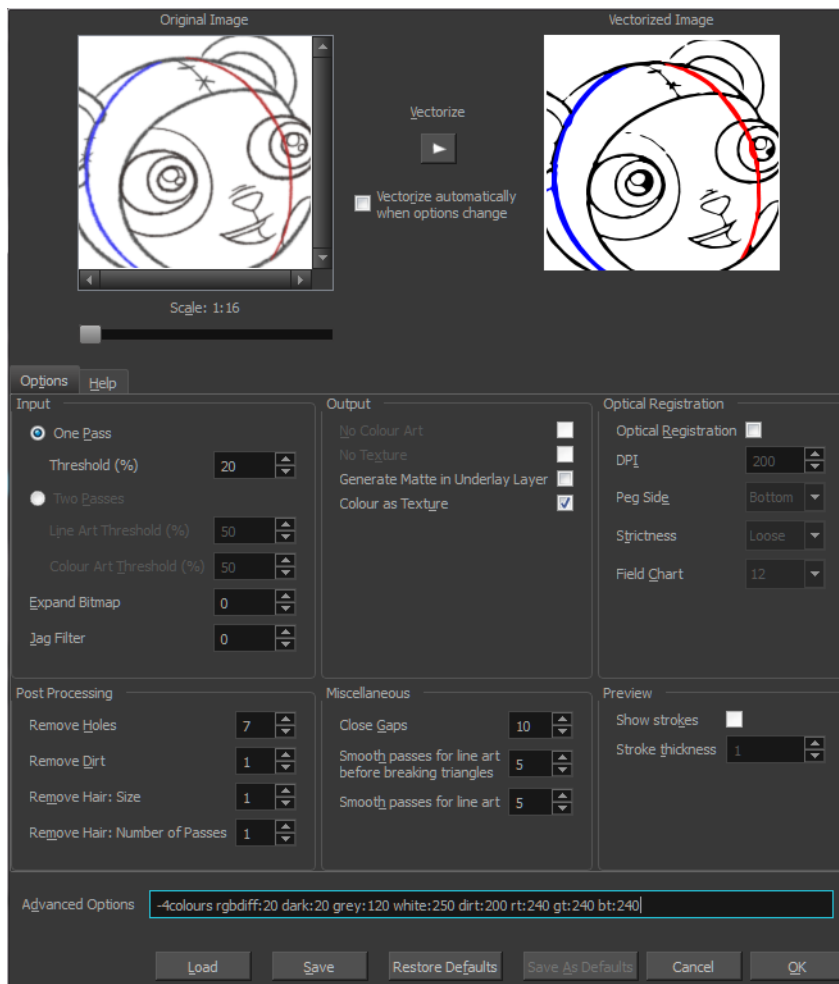 Original Image
Vectorized Image
Vectorize
Vectorize automatically
when options change
Scale: 1:16
Options
Help
Input
One Pass
Threshold (%)
20
Two Passes
Line Art Threshold (%)
50
Colour Art Threshold (%)
50
Expand Bitmap
0
Jag Filter
0
Output
No Colour Art
No Texture
Generate Matte in Underlay Layer
Colour as Texture
Optical Registration
Optical Registration
DPI
200
Peg Side
Bottom
Strictness
Loose
Field Chart
12
Post Processing
Remove Holes
7
Remove Dirt
1
Remove Hair: Size
1
Remove Hair: Number of Passes
1
Miscellaneous
Close Gaps
10
Smooth passes for line art
before breaking triangles
5
Smooth passes for line art
5
Preview
Show strokes
Stroke thickness
1
Advanced Options
-4colours rgbdiff:20 dark:20 grey:120 white:250 dirt:200 rt:240 gt:240 bt:240
Load
Save
Restore Defaults
Save As Defaults
Cancel
OK